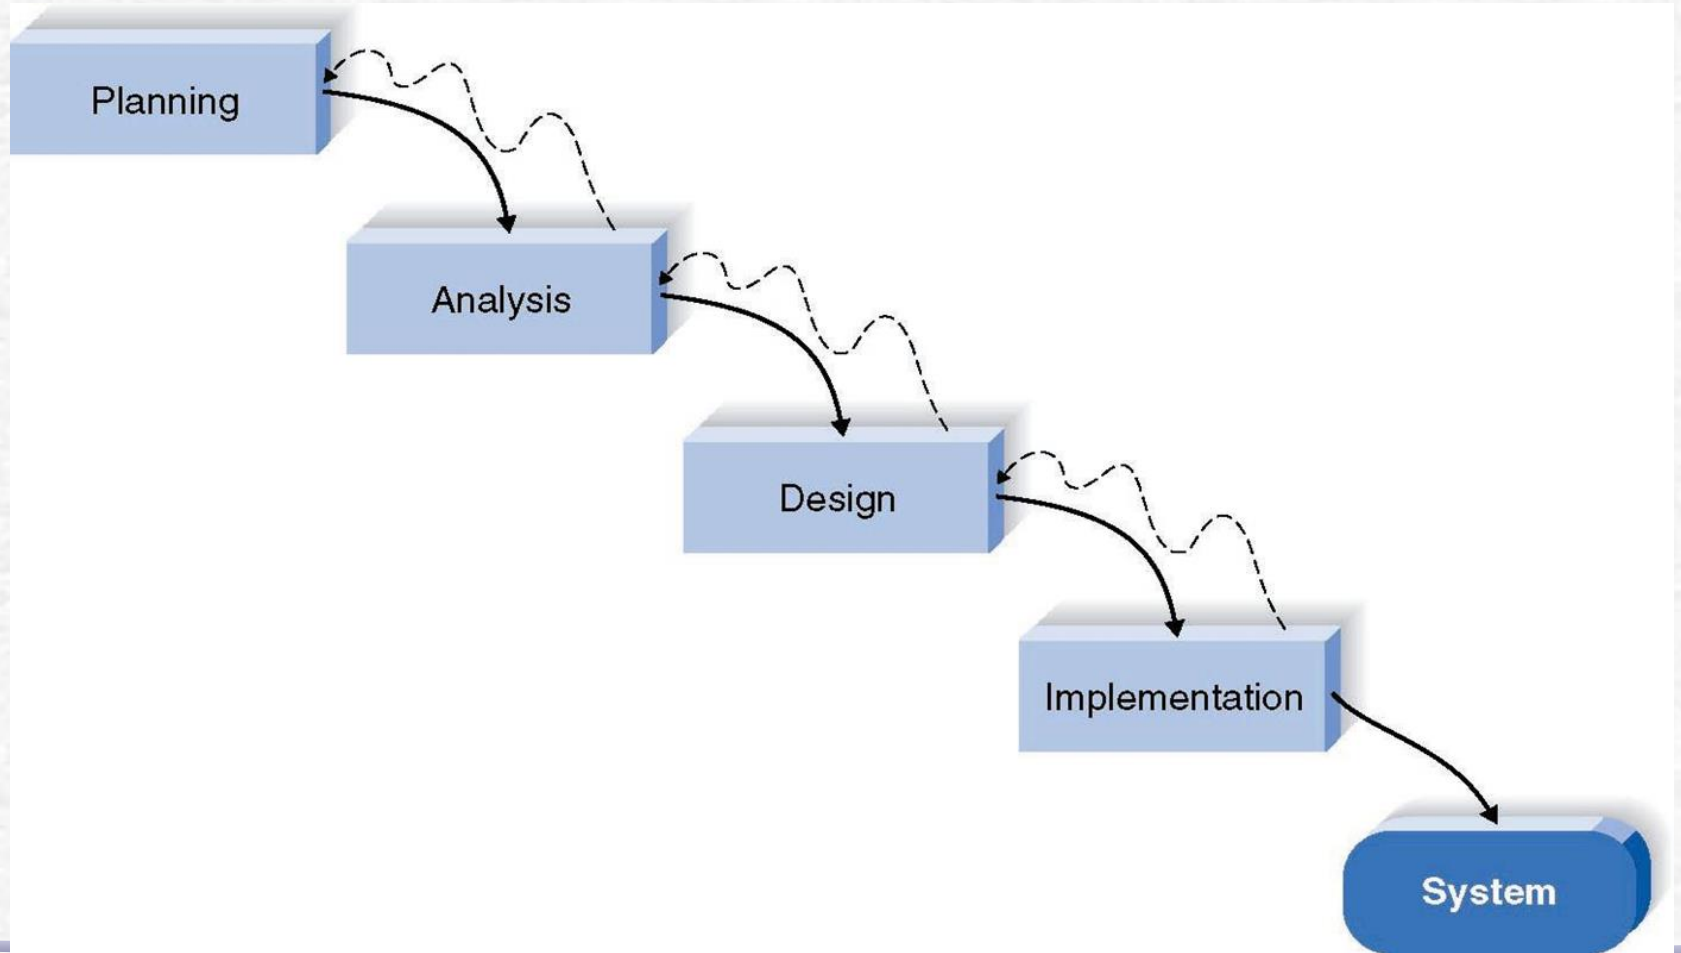 Planning
Analysis
Design
Implementation
System